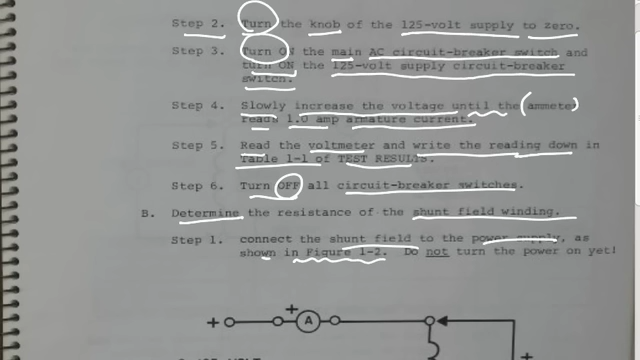 Step 2. Turn the knob of the 125-volt supply to zero.
Step 3. Turn ON the main AC circuit-breaker switch and
turn ON the 125-volt supply circuit-breaker
switch.
Step 4. Slowly increase the voltage until the ammeter
reads 1.0 amp armature current.
Step 5. Read the voltmeter and write the reading down in
Table 1-1 of TEST RESULTS.
Step 6. Turn OFF all circuit-breaker switches.
B. Determine the resistance of the shunt field winding.
Step 1. connect the shunt field to the power supply, as
shown in Figure 1-2. Do not turn the power on yet!
+
+ A
+